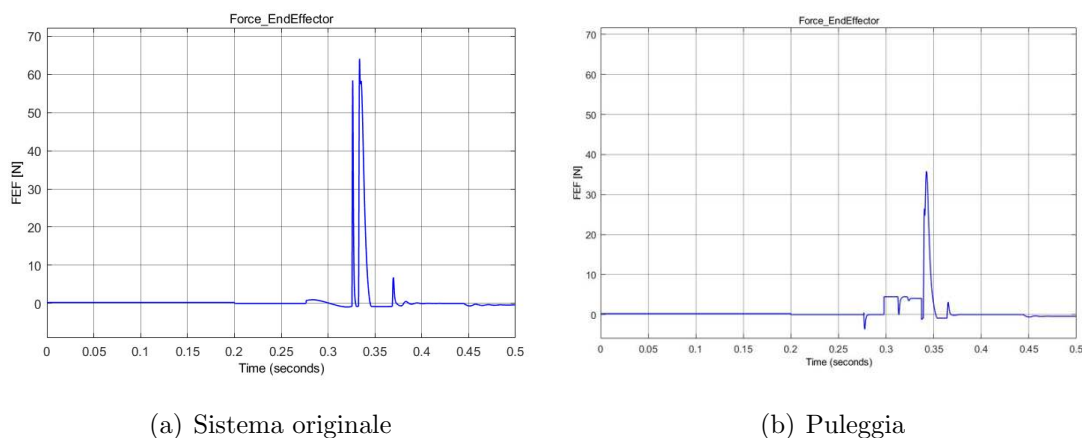 Force_EndEffector
70
60
50
40
30
20
10
0
FEF [N]
0 0.05 0.1 0.15 0.2 0.25 0.3 0.35 0.4 0.45 0.5
Time (seconds)
(a) Sistema originale
Force_EndEffector
70
60
50
40
30
20
10
0
FEF [N]
0 0.05 0.1 0.15 0.2 0.25 0.3 0.35 0.4 0.45 0.5
Time (seconds)
(b) Puleggia